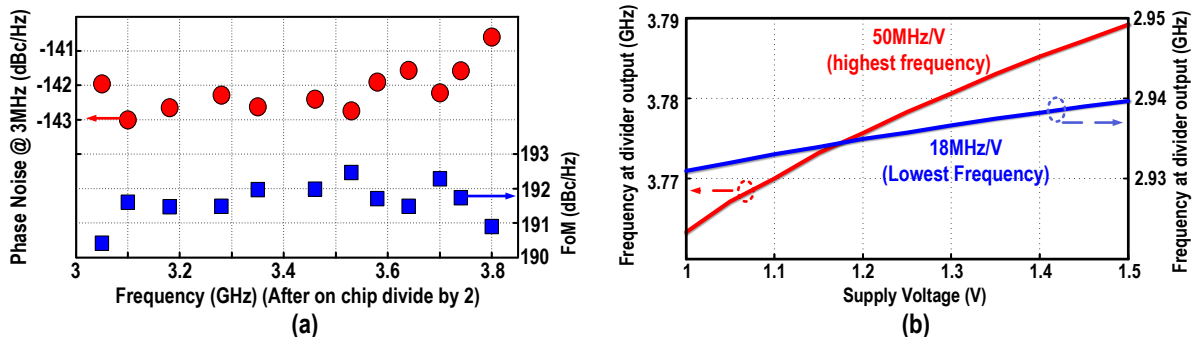 Phase Noise @ 3MHz (dBc/Hz)
-141
-142
-143
193
192
191
190
FoM (dBc/Hz)
3
3.2
3.4
3.6
3.8
Frequency (GHz) (After on chip divide by 2)
(a)
Frequency at divider output (GHz)
3.79
3.78
3.77
50MHz/V
(highest frequency)
18MHz/V
(Lowest Frequency)
2.95
2.94
2.93
Frequency at divider output (GHz)
1
1.1
1.2
1.3
1.4
1.5
Supply Voltage (V)
(b)